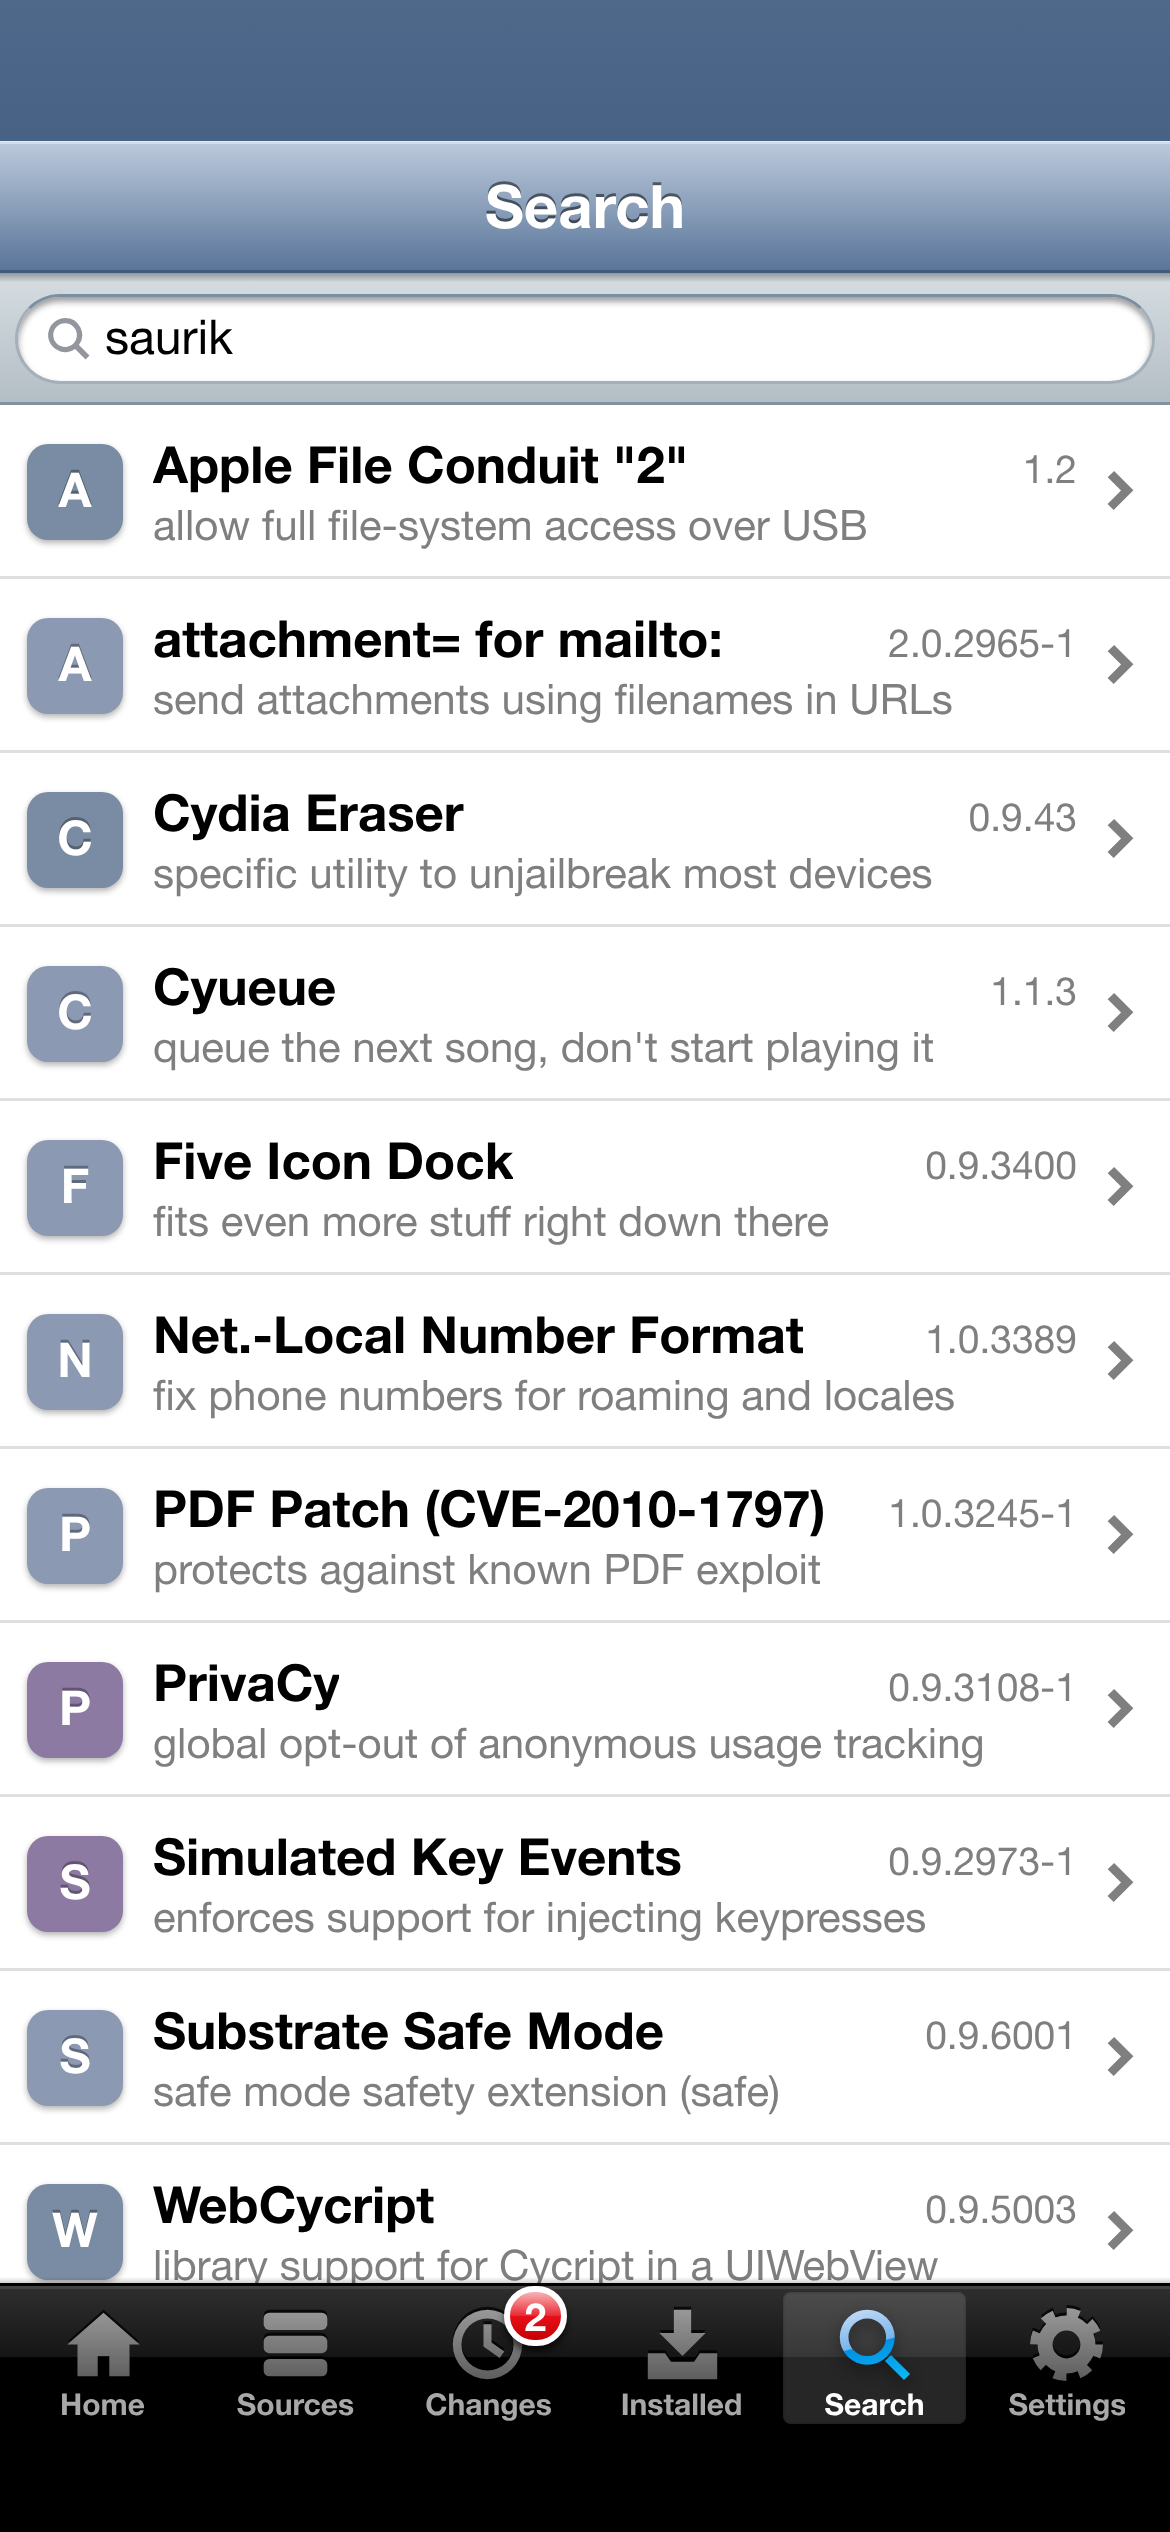 Search
saurik
A
Apple File Conduit "2"
1.2
allow full file-system access over USB
A
attachment= for mailto:
2.0.2965-1
send attachments using filenames in URLs
C
Cydia Eraser
0.9.43
specific utility to unjailbreak most devices
C
Cyueue
1.1.3
queue the next song, don't start playing it
F
Five Icon Dock
0.9.3400
fits even more stuff right down there
N
Net.-Local Number Format
1.0.3389
fix phone numbers for roaming and locales
P
PDF Patch (CVE-2010-1797)
1.0.3245-1
protects against known PDF exploit
P
PrivaCy
0.9.3108-1
global opt-out of anonymous usage tracking
S
Simulated Key Events
0.9.2973-1
enforces support for injecting keypresses
S
Substrate Safe Mode
0.9.6001
safe mode safety extension (safe)
W
WebCycript
0.9.5003
library support for Cycript in a UIWebView
2
Home
Sources
Changes
Installed
Search
Settings